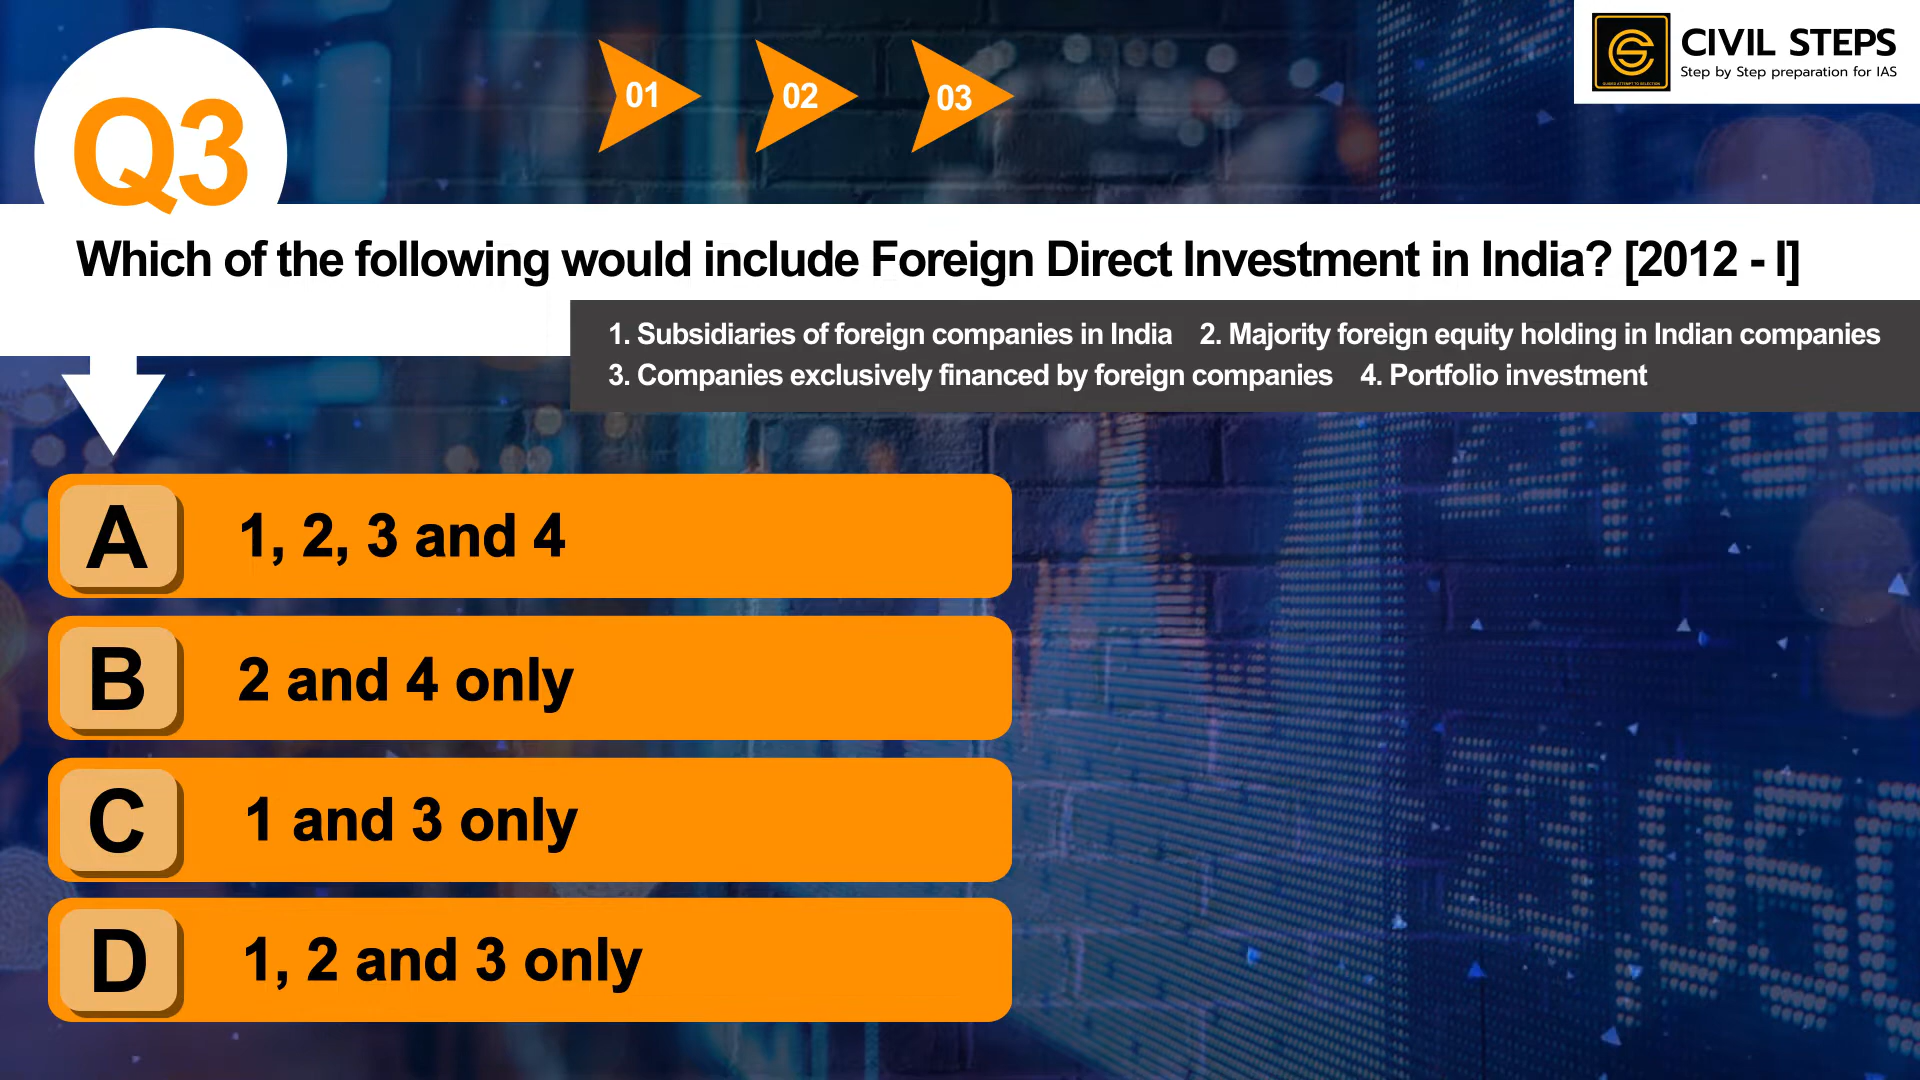 Q3
01 02 03
CIVIL STEPS
Step by Step preparation for IAS
Which of the following would include Foreign Direct Investment in India? [2012 - I]
1. Subsidiaries of foreign companies in India 2. Majority foreign equity holding in Indian companies
3. Companies exclusively financed by foreign companies 4. Portfolio investment
A 1, 2, 3 and 4
B 2 and 4 only
C 1 and 3 only
D 1, 2 and 3 only